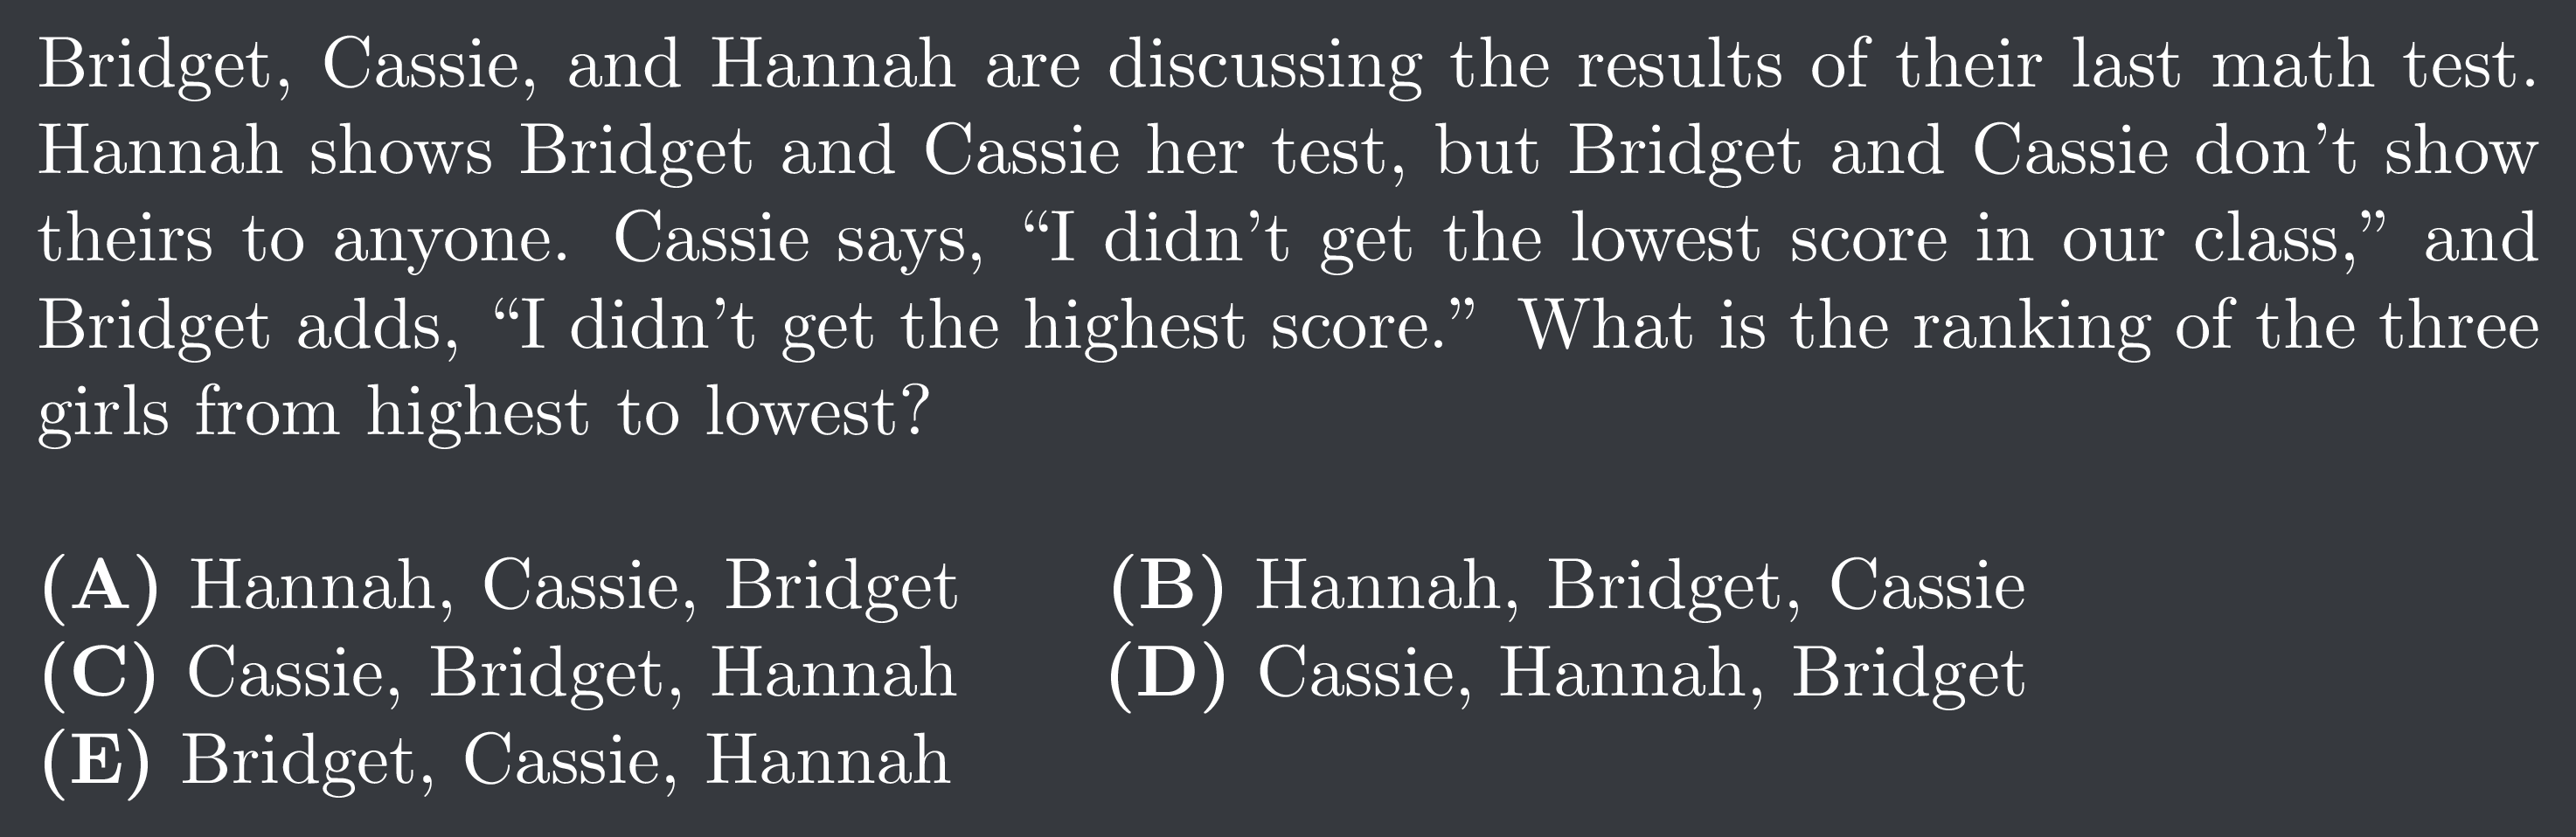 Bridget, Cassie, and Hannah are discussing the results of their last math test.
Hannah shows Bridget and Cassie her test, but Bridget and Cassie don’t show
theirs to anyone. Cassie says, “I didn’t get the lowest score in our class,” and
Bridget adds, “I didn’t get the highest score.” What is the ranking of the three
girls from highest to lowest?
(A) Hannah, Cassie, Bridget (B) Hannah, Bridget, Cassie
(C) Cassie, Bridget, Hannah (D) Cassie, Hannah, Bridget
(E) Bridget, Cassie, Hannah